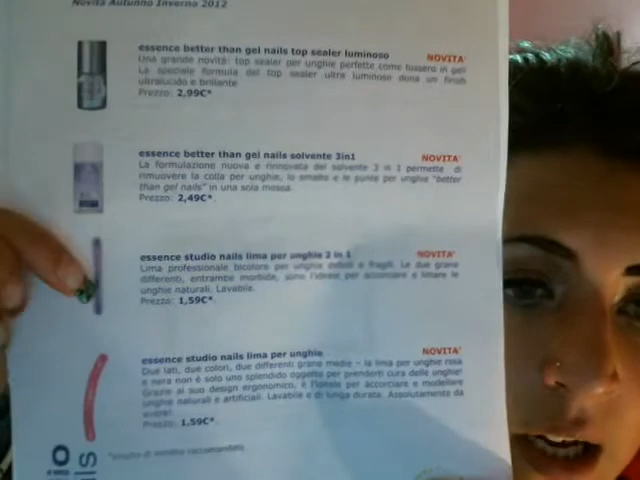 Novità Autunno Inverno 2012
essence better than gel nails top sealer luminoso NOVITA'
Una grande novità: top sealer per unghie perfette come fossero in gel!
La speciale formula del top sealer ultra luminoso dona un finish
ultralucido e brillante.
Prezzo: 2,99€*
essence better than gel nails solvente 3in1 NOVITA'
La formulazione nuova e rinnovata del solvente 3 in 1 permette di
rimuovere la colla per unghie, lo smalto e le punte per unghie "better
than gel nails" in una sola mossa.
Prezzo: 2,49€*
essence studio nails lima per unghie 2 in 1 NOVITA'
Lima professionale bicolore per unghie deboli e fragili. Le due grane
differenti, entrambe morbide, sono l'ideale per accorciare e limare le
unghie naturali. Lavabile.
Prezzo: 1,59€*
essence studio nails lima per unghie NOVITA'
Due lati, due colori, due differenti grane medie – la lima per unghie rosa
e nera non è solo uno splendido oggetto per prendersi cura delle unghie!
Grazie al suo design ergonomico, è l'ideale per accorciare e modellare
unghie naturali e artificiali. Lavabile e di lunga durata. Assolutamente da
avere!
Prezzo: 1,59€*
*prezzo di vendita raccomandato